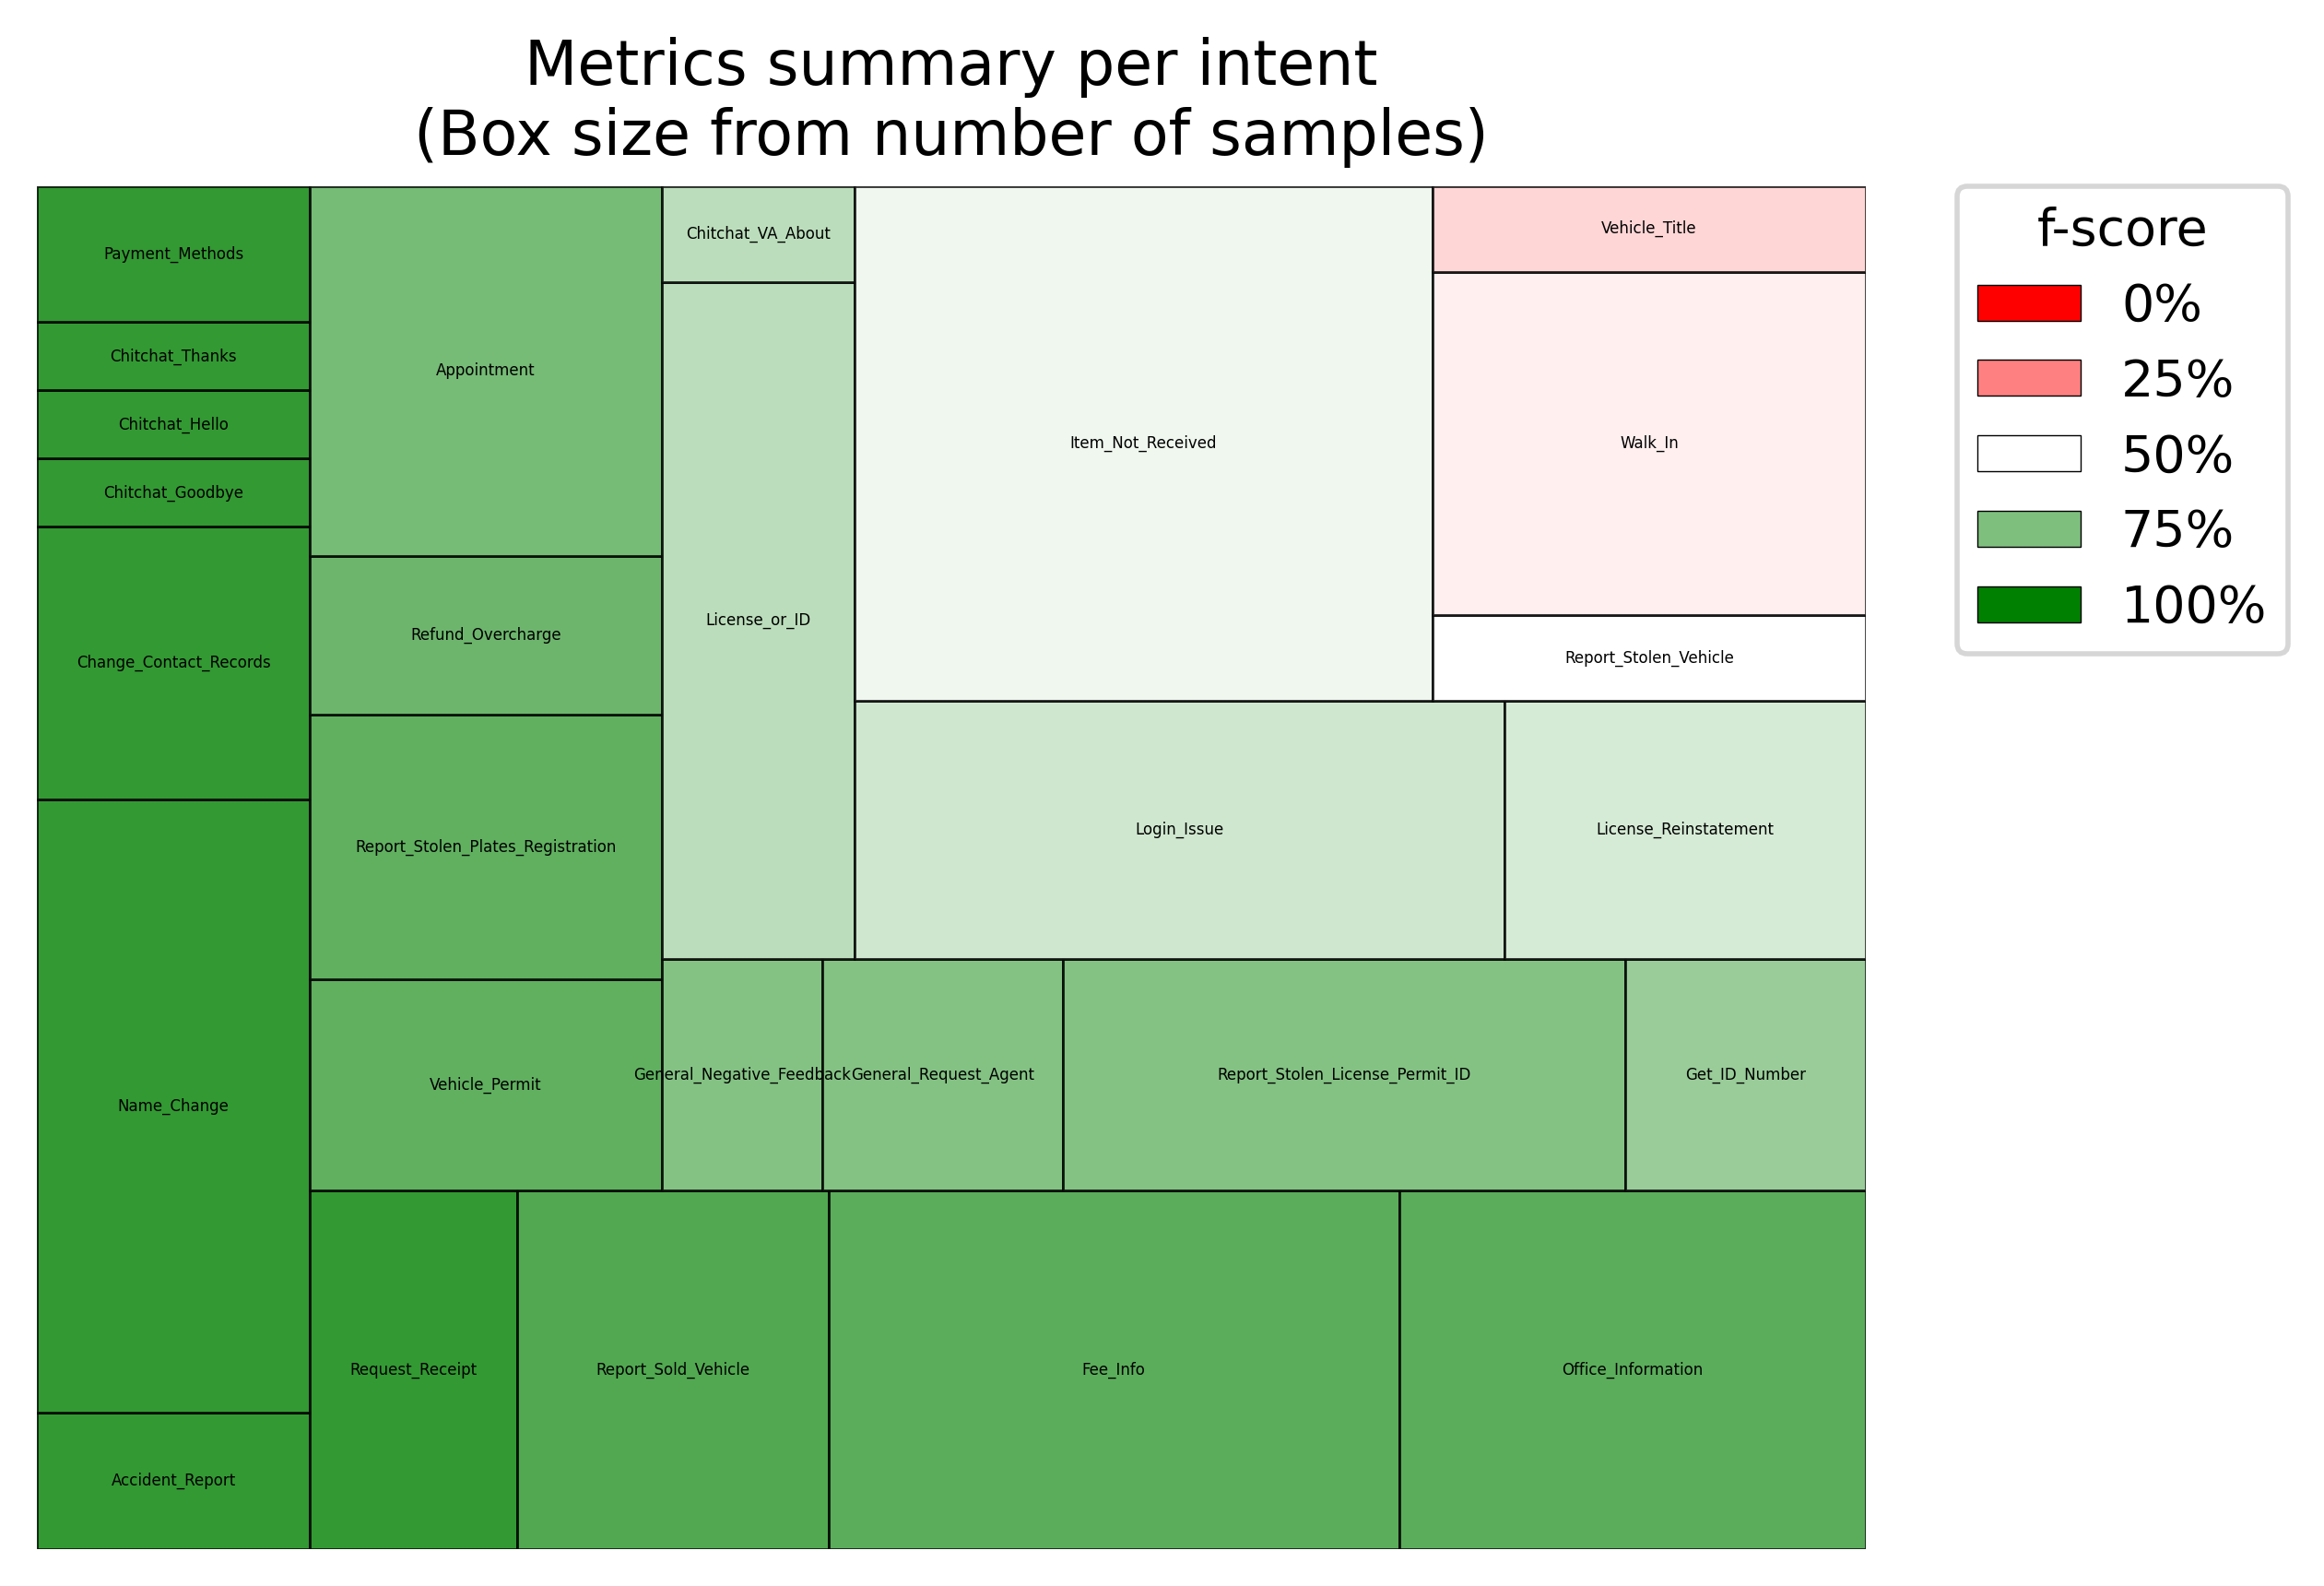 Metrics summary per intent
(Box size from number of samples)
Payment_Methods
Chitchat_Thanks
Chitchat_Hello
Chitchat_Goodbye
Change_Contact_Records
Name_Change
Accident_Report
Appointment
Refund_Overcharge
Report_Stolen_Plates_Registration
Vehicle_Permit
Request_Receipt
Report_Sold_Vehicle
Fee_Info
Office_Information
Chitchat_VA_About
License_or_ID
General_Negative_Feedback
General_Request_Agent
Report_Stolen_License_Permit_ID
Get_ID_Number
Item_Not_Received
Login_Issue
License_Reinstatement
Vehicle_Title
Walk_In
Report_Stolen_Vehicle
f-score
0%
25%
50%
75%
100%